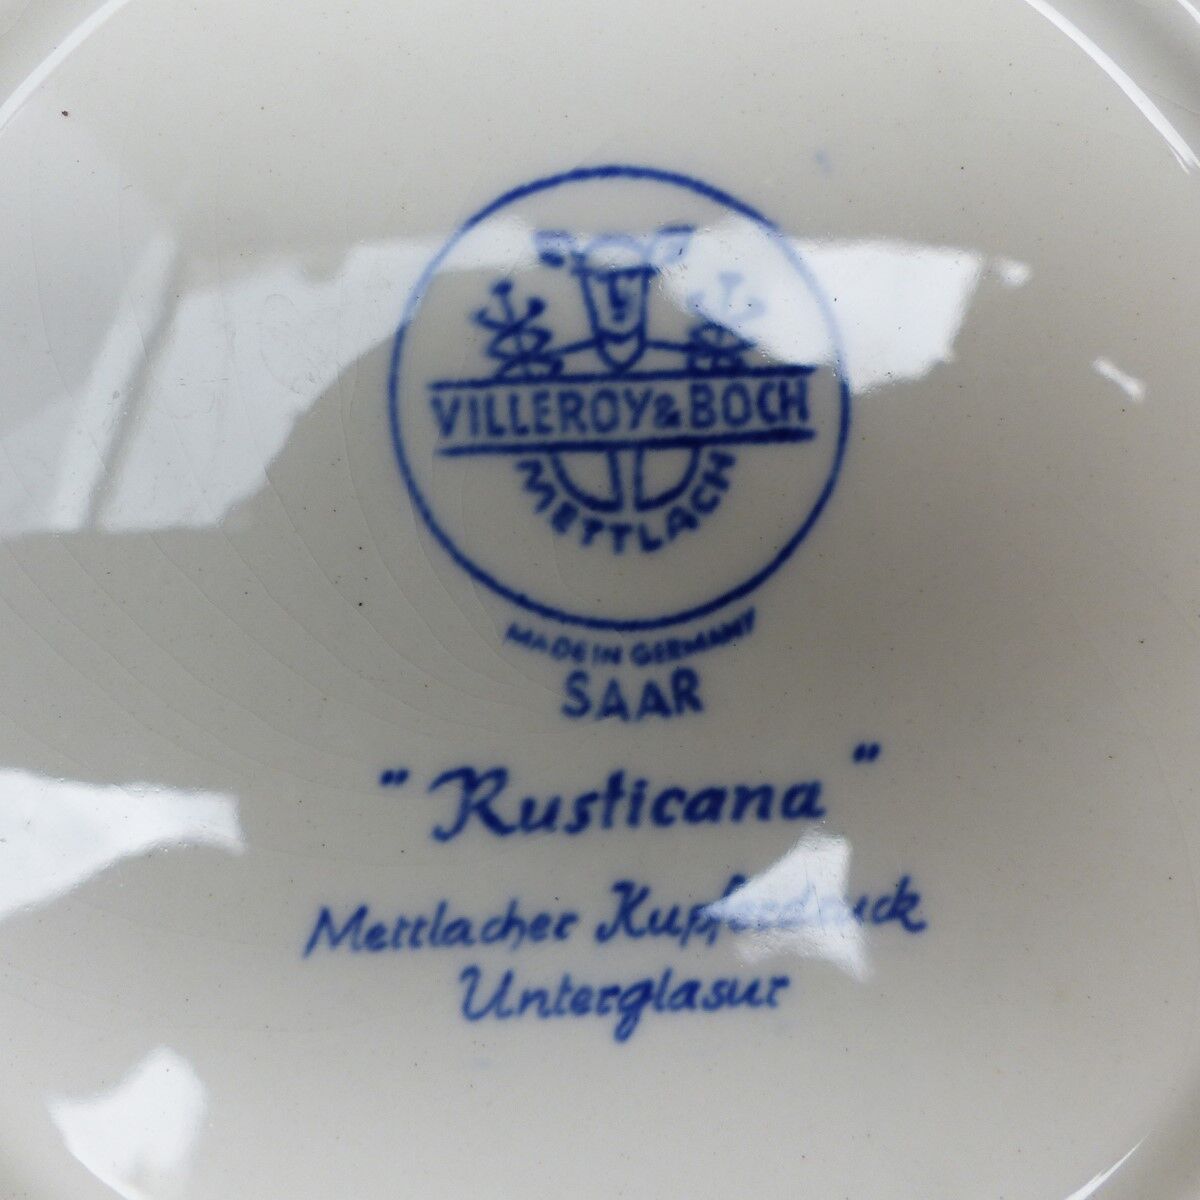 VILLEROY & BOCH
METTLACH
MADE IN GERMANY
SAAR
"Rusticana"
Mettlacher Kupferdruck
Unterglasur